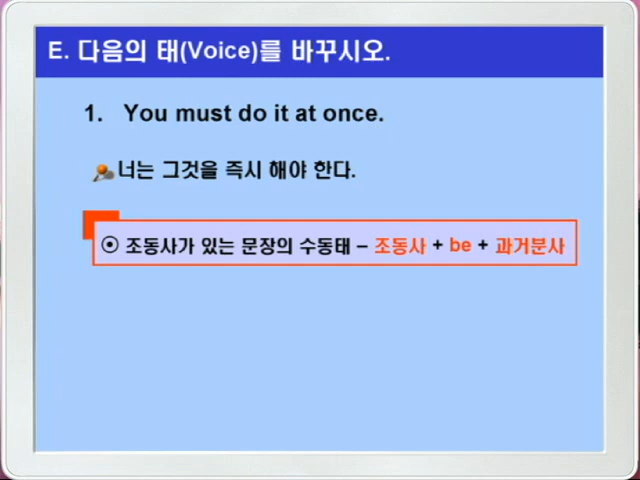 E. 다음의 태(Voice)를 바꾸시오.
1. You must do it at once.
너는 그것을 즉시 해야 한다.
⊙ 조동사가 있는 문장의 수동태 – 조동사 + be + 과거분사